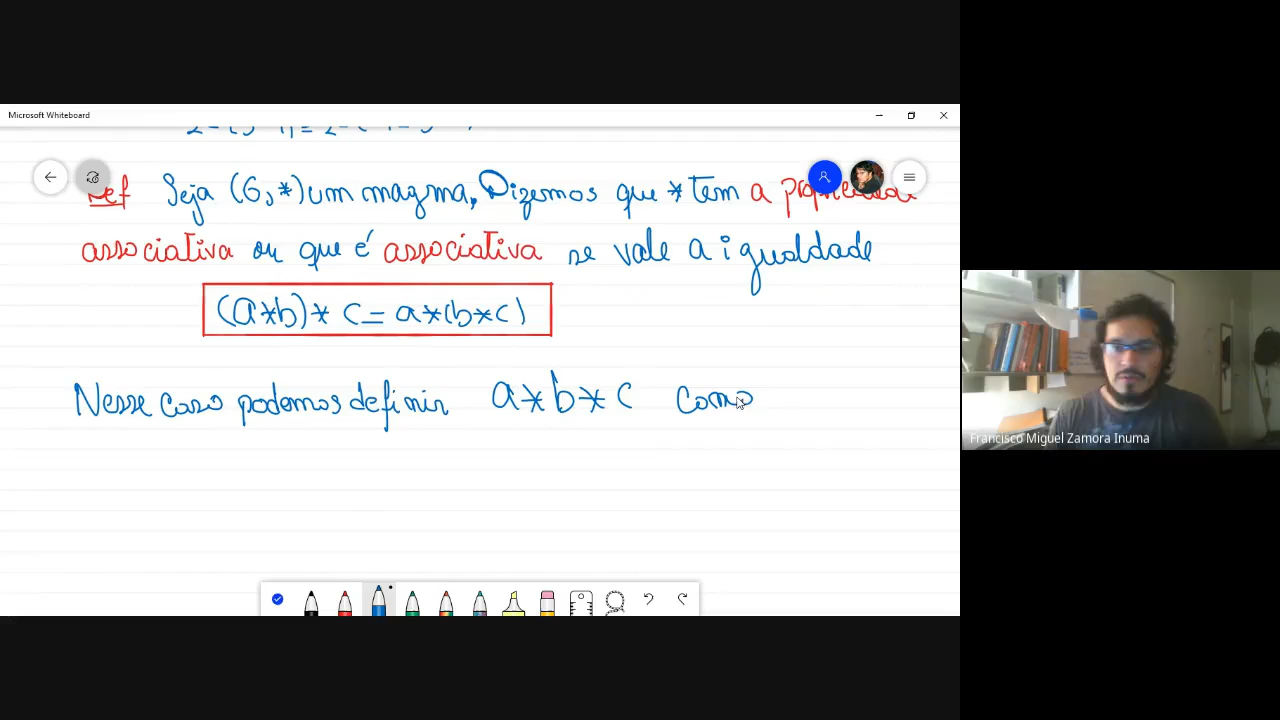 Microsoft Whiteboard
Def Seja (G,*) um magma. Dizemos que * tem a propriedade
associativa ou que é associativa se vale a igualdade
(a*b)* c = a*(b*c)
Nesse caso podemos definir a*b*c como
Francisco Miguel Zamora Inuma